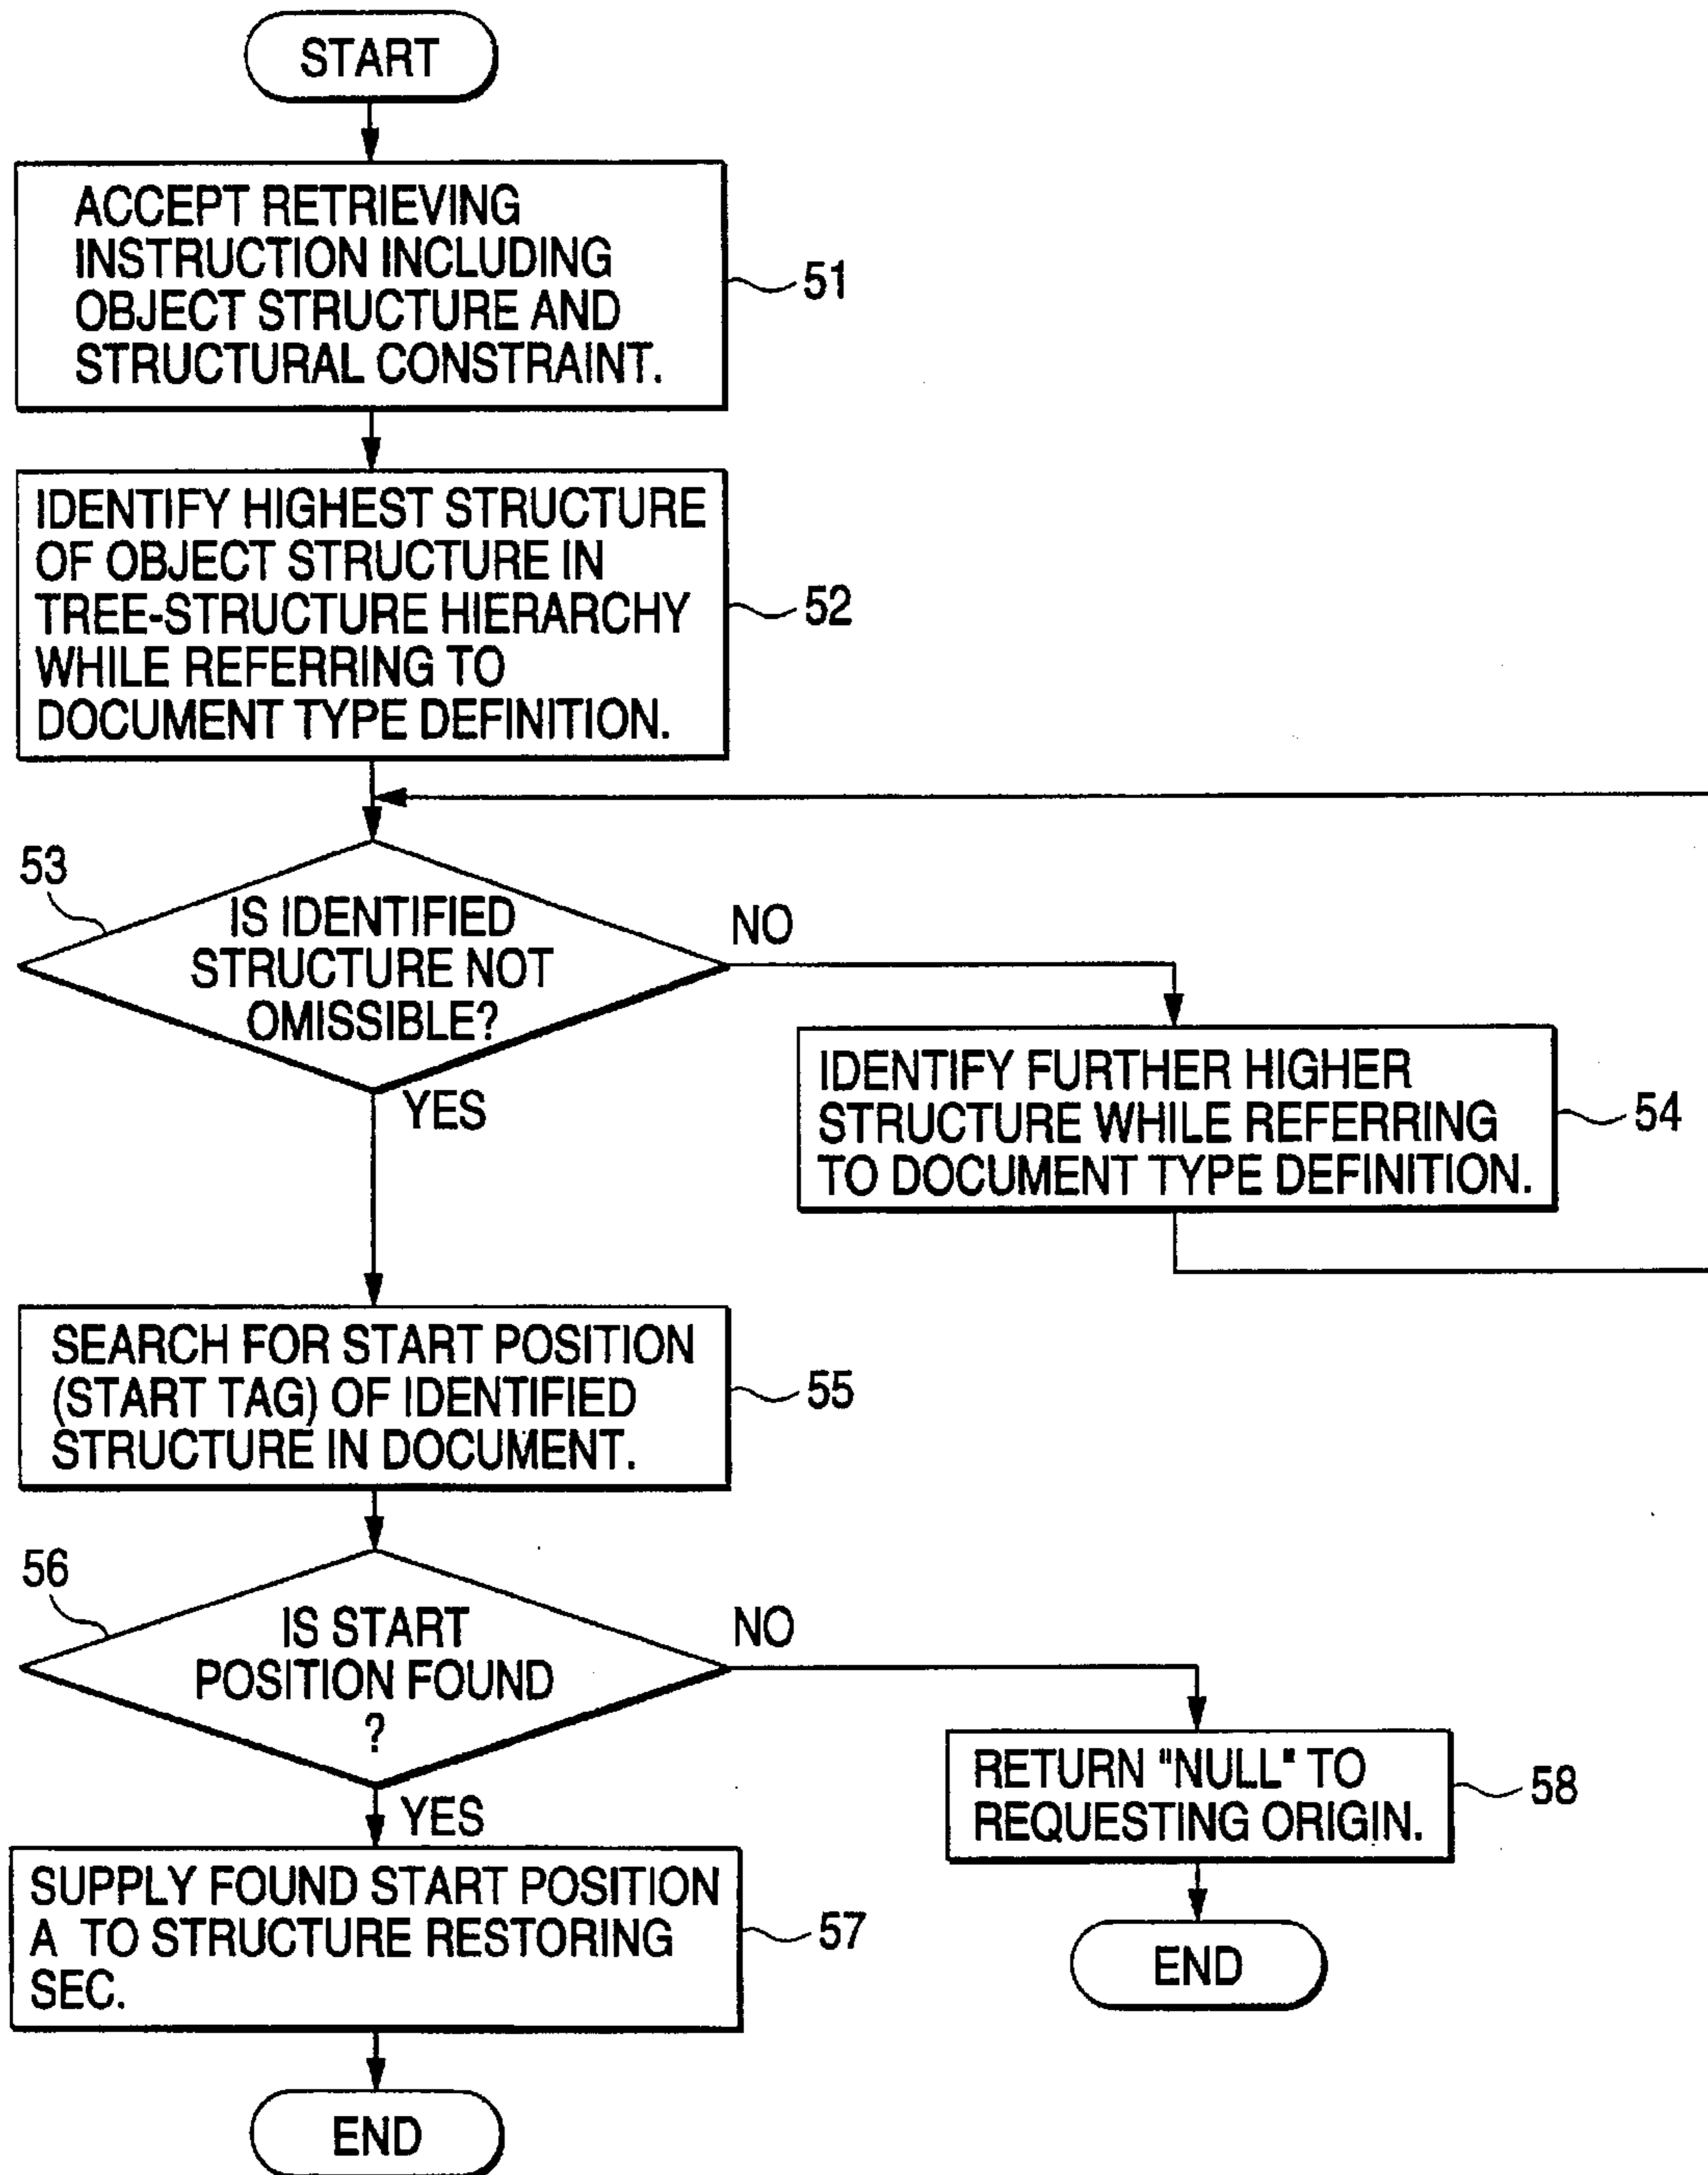 START
ACCEPT RETRIEVING
INSTRUCTION INCLUDING
OBJECT STRUCTURE AND
STRUCTURAL CONSTRAINT.
51
IDENTIFY HIGHEST STRUCTURE
OF OBJECT STRUCTURE IN
TREE-STRUCTURE HIERARCHY
WHILE REFERRING TO
DOCUMENT TYPE DEFINITION.
52
53
IS IDENTIFIED
STRUCTURE NOT
OMISSIBLE?
NO
YES
IDENTIFY FURTHER HIGHER
STRUCTURE WHILE REFERRING
TO DOCUMENT TYPE DEFINITION.
54
SEARCH FOR START POSITION
(START TAG) OF IDENTIFIED
STRUCTURE IN DOCUMENT.
55
56
IS START
POSITION FOUND
?
NO
YES
RETURN "NULL" TO
REQUESTING ORIGIN.
58
END
SUPPLY FOUND START POSITION
A TO STRUCTURE RESTORING
SEC.
57
END